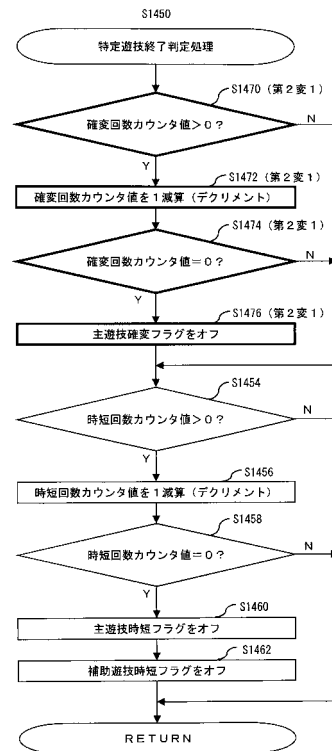 S1450
特定遊技終了判定処理
S1470（第２変１）
確変回数カウンタ値＞０？
N
Y
S1472（第２変１）
確変回数カウンタ値を１減算（デクリメント）
S1474（第２変１）
確変回数カウンタ値＝０？
N
Y
S1476（第２変１）
主遊技確変フラグをオフ
S1454
時短回数カウンタ値＞０？
N
Y
S1456
時短回数カウンタ値を１減算（デクリメント）
S1458
時短回数カウンタ値＝０？
N
Y
S1460
主遊技時短フラグをオフ
S1462
補助遊技時短フラグをオフ
ＲＥＴＵＲＮ